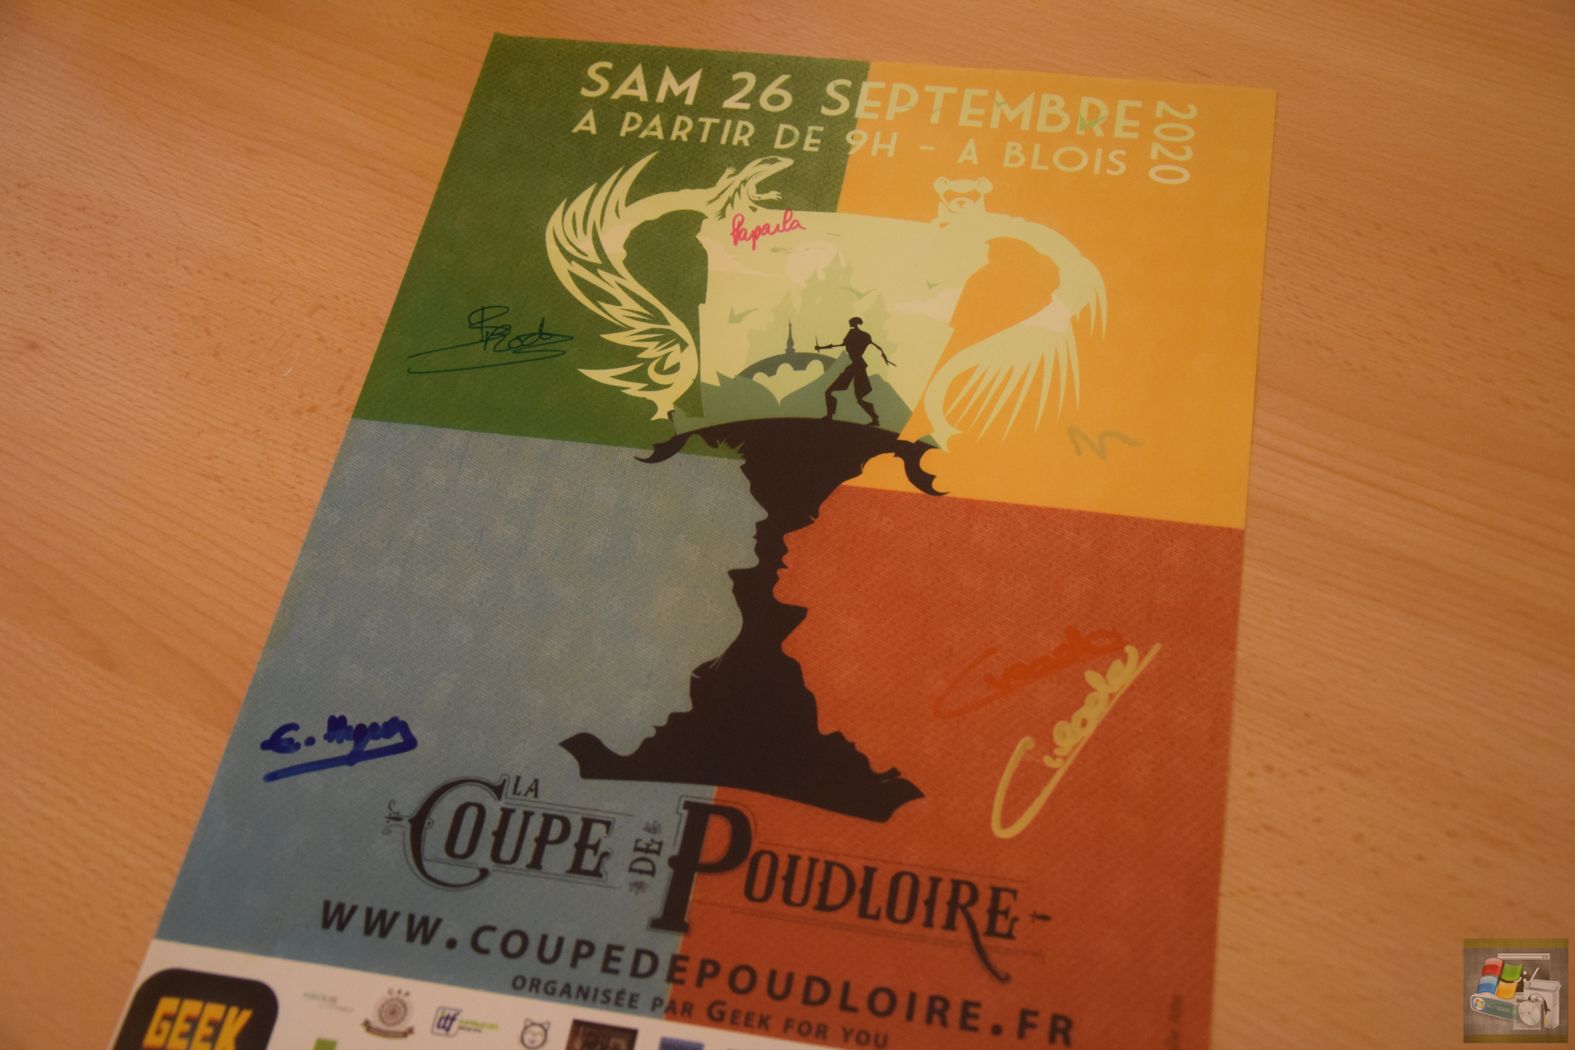 SAM 26 SEPTEMBRE 2020
A PARTIR DE 9H - A BLOIS
Paparla
LA
COUPE DE POUDLOIRE
WWW.COUPEDEPOUDLOIRE.FR
ORGANISÉE PAR GEEK FOR YOU
GEEK